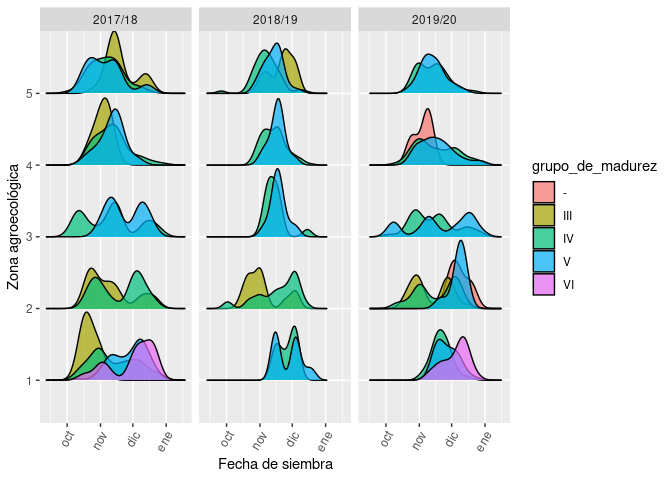 2017/18 2018/19 2019/20
5
4
3
2
1
Zona agroecológica
oct nov dic ene oct nov dic ene oct nov dic ene
Fecha de siembra
grupo_de_madurez
-
III
IV
V
VI